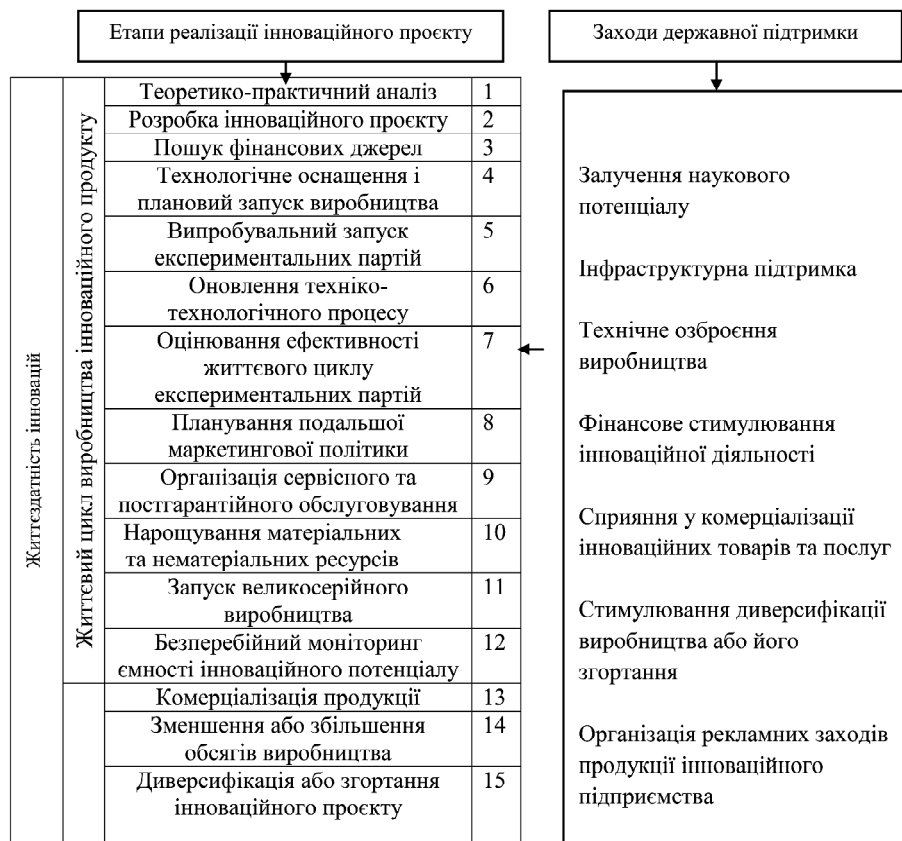 Етапи реалізації інноваційного проєкту
Заходи державної підтримки
Життєздатність інновацій
Життєвий цикл виробництва інноваційного продукту
Теоретико-практичний аналіз 1
Розробка інноваційного проєкту 2
Пошук фінансових джерел 3
Технологічне оснащення і 4
плановий запуск виробництва
Випробувальний запуск 5
експериментальних партій
Оновлення техніко- 6
технологічного процесу
Оцінювання ефективності 7
життєвого циклу
експериментальних партій
Планування подальшої 8
маркетингової політики
Організація сервісного та 9
постгарантійного обслуговування
Нарощування матеріальних 10
та нематеріальних ресурсів
Запуск великосерійного 11
виробництва
Безперебійний моніторинг 12
ємності інноваційного потенціалу
Комерціалізація продукції 13
Зменшення або збільшення 14
обсягів виробництва
Диверсифікація або згортання 15
інноваційного проєкту
Залучення наукового
потенціалу
Інфраструктурна підтримка
Технічне озброєння
виробництва
Фінансове стимулювання
інноваційної діяльності
Сприяння у комерціалізації
інноваційних товарів та послуг
Стимулювання диверсифікації
виробництва або його
згортання
Організація рекламних заходів
продукції інноваційного
підприємства